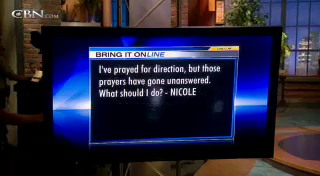 CBN.COM
BRING IT ONLINE
I've prayed for direction, but those
prayers have gone unanswered.
What should I do? - NICOLE